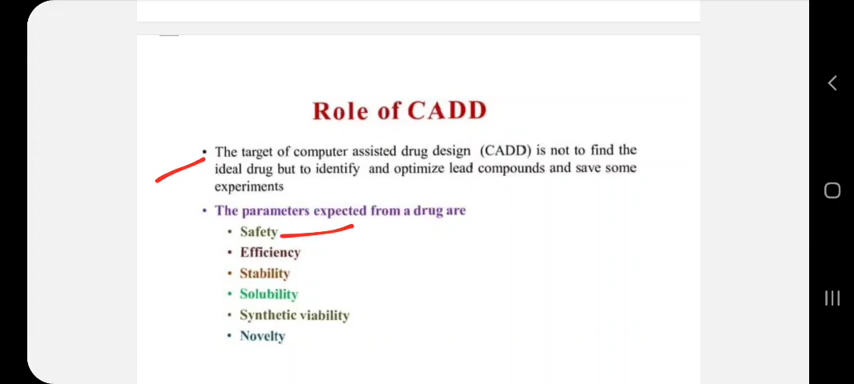 Role of CADD
• The target of computer assisted drug design (CADD) is not to find the
ideal drug but to identify and optimize lead compounds and save some
experiments
• The parameters expected from a drug are
• Safety
• Efficiency
• Stability
• Solubility
• Synthetic viability
• Novelty